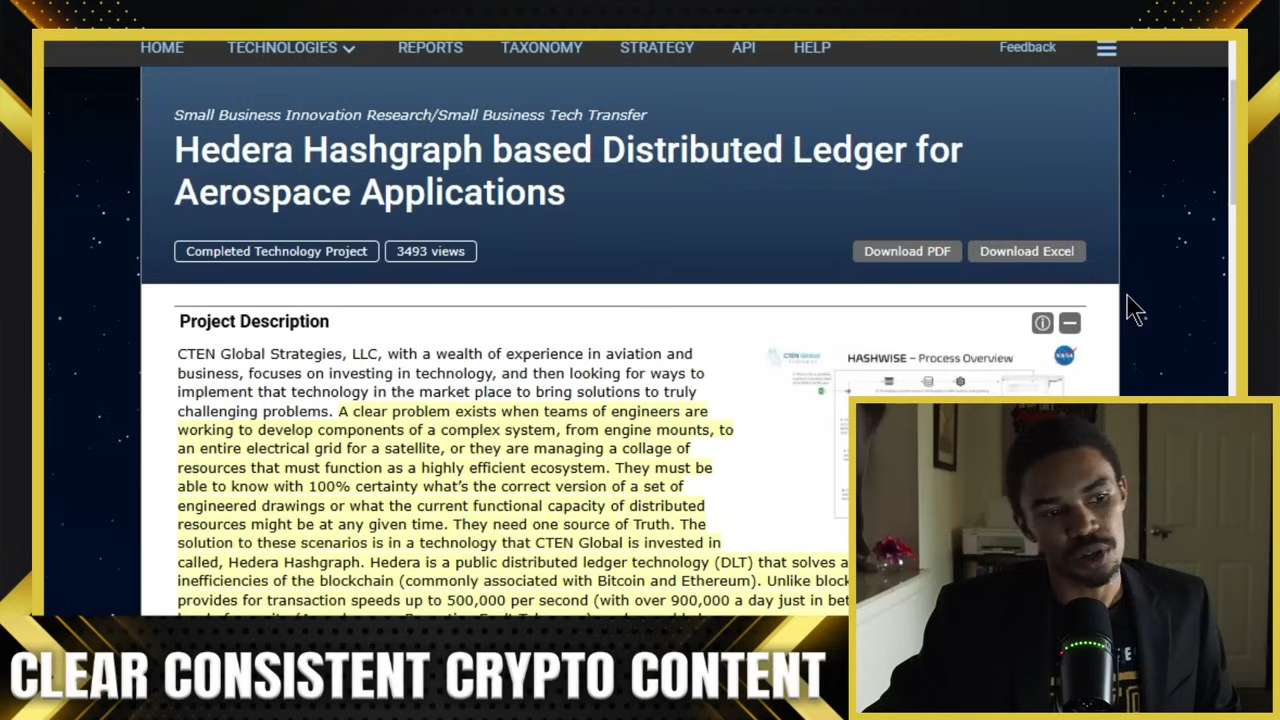 HOME TECHNOLOGIES REPORTS TAXONOMY STRATEGY API HELP Feedback
Small Business Innovation Research/Small Business Tech Transfer
Hedera Hashgraph based Distributed Ledger for
Aerospace Applications
Completed Technology Project 3493 views Download PDF Download Excel
Project Description
CTEN Global Strategies, LLC, with a wealth of experience in aviation and
business, focuses on investing in technology, and then looking for ways to
implement that technology in the market place to bring solutions to truly
challenging problems. A clear problem exists when teams of engineers are
working to develop components of a complex system, from engine mounts, to
an entire electrical grid for a satellite, or they are managing a collage of
resources that must function as a highly efficient ecosystem. They must be
able to know with 100% certainty what's the correct version of a set of
engineered drawings or what the current functional capacity of distributed
resources might be at any given time. They need one source of Truth. The
solution to these scenarios is in a technology that CTEN Global is invested in
called, Hedera Hashgraph. Hedera is a public distributed ledger technology (DLT) that solves a
inefficiencies of the blockchain (commonly associated with Bitcoin and Ethereum). Unlike block
provides for transaction speeds up to 500,000 per second (with over 900,000 a day just in bet
CTEN Global
HASHWISE – Process Overview
NASA
CLEAR CONSISTENT CRYPTO CONTENT